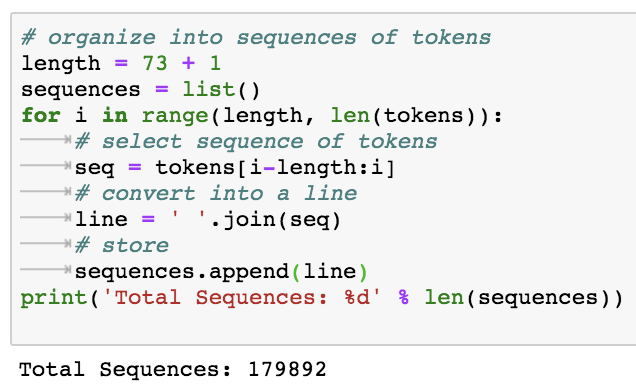 # organize into sequences of tokens
length = 73 + 1
sequences = list()
for i in range(length, len(tokens)):
	# select sequence of tokens
	seq = tokens[i-length:i]
	# convert into a line
	line = ' '.join(seq)
	# store
	sequences.append(line)
print('Total Sequences: %d' % len(sequences))
Total Sequences: 179892